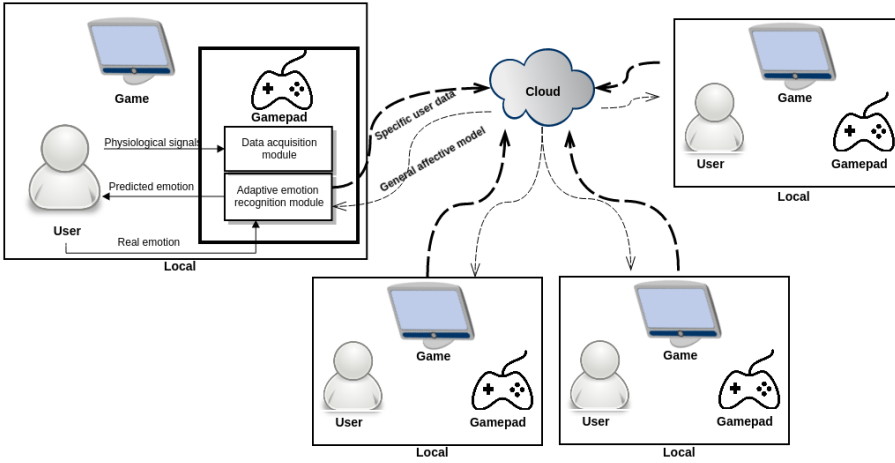 Game
Gamepad
Physiological signals
Data acquisition
module
Predicted emotion
Adaptive emotion
recognition module
User
Real emotion
Local
Specific user data
General affective model
Cloud
Game
User
Gamepad
Local
Game
User
Gamepad
Local
Game
User
Gamepad
Local